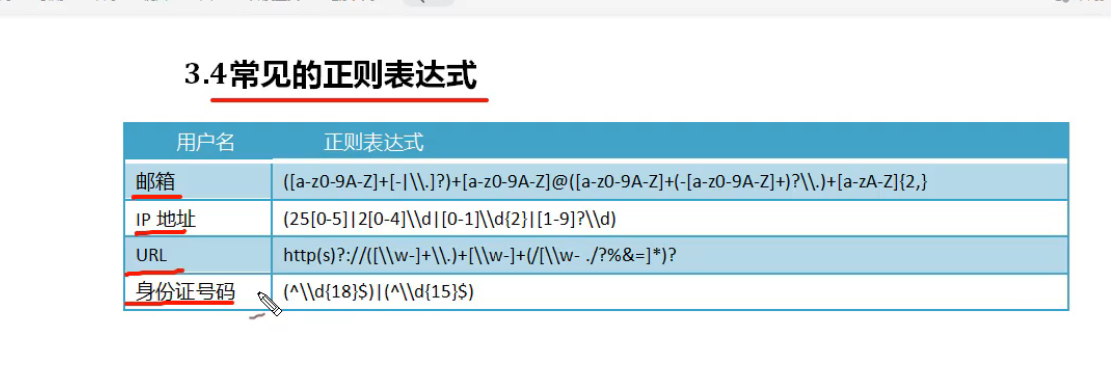 3.4常见的正则表达式
用户名 正则表达式
邮箱 ([a-z0-9A-Z]+[-|\\.]?)+[a-z0-9A-Z]@([a-z0-9A-Z]+(-[a-z0-9A-Z]+)?\\.)+[a-zA-Z]{2,}
IP 地址 (25[0-5]|2[0-4]\\d|[0-1]\\d{2}|[1-9]?\\d)
URL http(s)?://([\\w-]+\\.)+[\\w-]+(/[\\w- ./?%&=]*)?
身份证号码 (^\\d{18}$)|(^\\d{15}$)